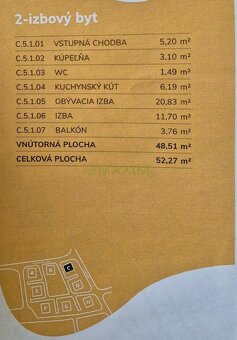 2-izbový byt
C.5.1.01 VSTUPNÁ CHODBA 5,20 m²
C.5.1.02 KÚPEĽŇA 3,10 m²
C.5.1.03 WC 1,49 m²
C.5.1.04 KUCHYNSKÝ KÚT 6,19 m²
C.5.1.05 OBYVACIA IZBA 20,83 m²
C.5.1.06 IZBA 11,70 m²
C.5.1.07 BALKÓN 3,76 m²
VNÚTORNÁ PLOCHA 48,51 m²
CELKOVÁ PLOCHA 52,27 m²
C